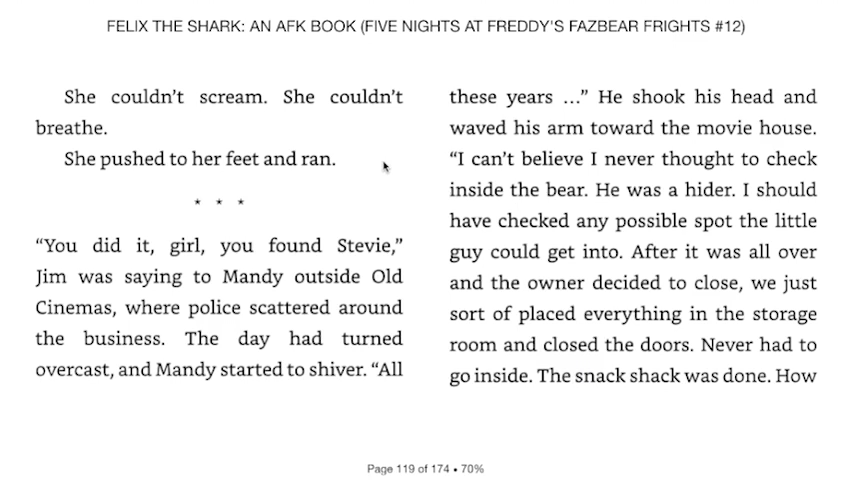 FELIX THE SHARK: AN AFK BOOK (FIVE NIGHTS AT FREDDY'S FAZBEAR FRIGHTS #12)
She couldn’t scream. She couldn’t
breathe.
She pushed to her feet and ran.
* * *
“You did it, girl, you found Stevie,”
Jim was saying to Mandy outside Old
Cinemas, where police scattered around
the business. The day had turned
overcast, and Mandy started to shiver. “All
these years …” He shook his head and
waved his arm toward the movie house.
“I can’t believe I never thought to check
inside the bear. He was a hider. I should
have checked any possible spot the little
guy could get into. After it was all over
and the owner decided to close, we just
sort of placed everything in the storage
room and closed the doors. Never had to
go inside. The snack shack was done. How
Page 119 of 174 • 70%